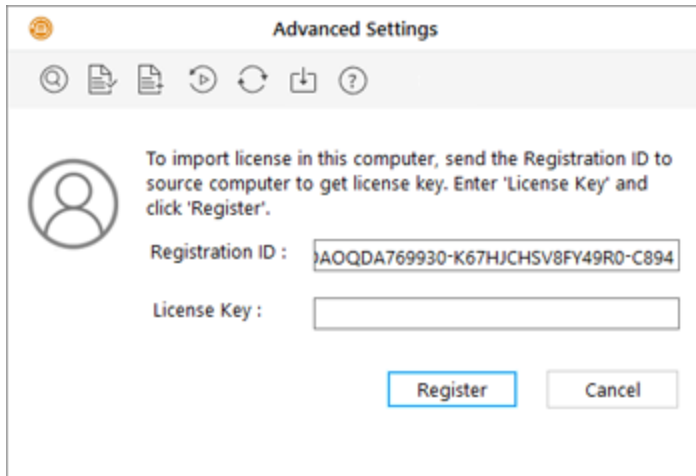 Advanced Settings
To import license in this computer, send the Registration ID to
source computer to get license key. Enter 'License Key' and
click 'Register'.
Registration ID :
AOQDA769930-K67HJCHSV8FY49R0-C894
License Key :
Register Cancel